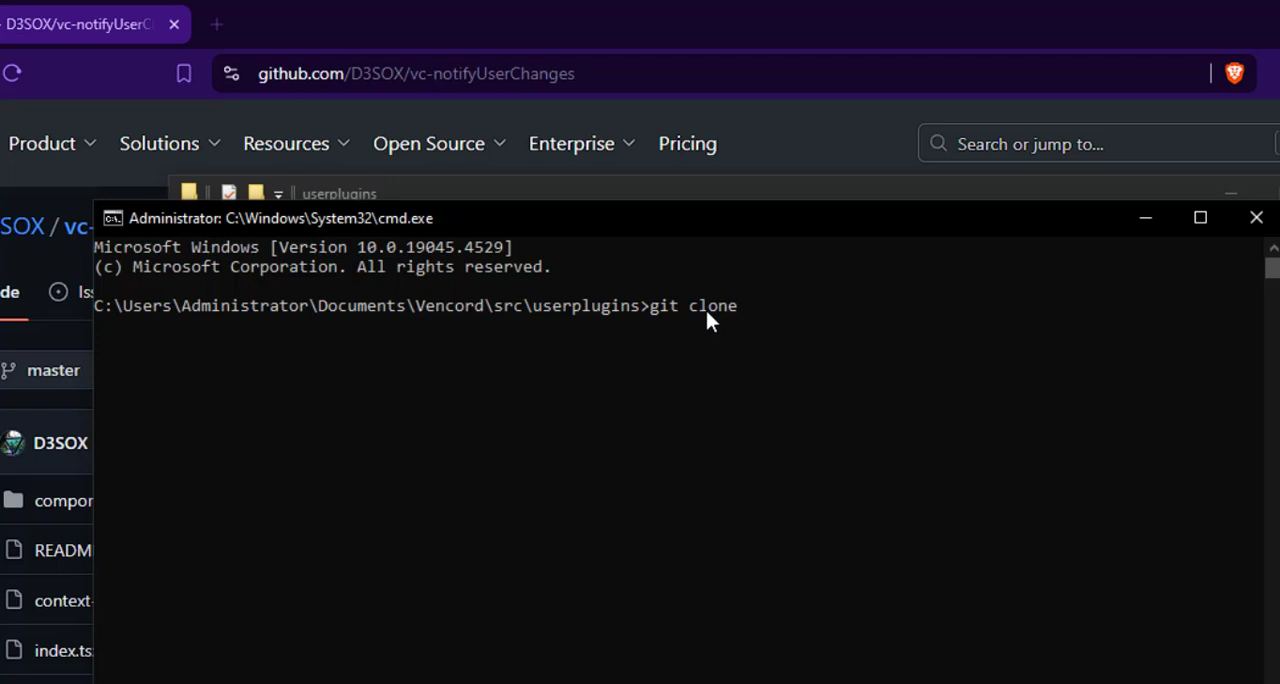 D3SOX/vc-notifyUserC
github.com/D3SOX/vc-notifyUserChanges
Product Solutions Resources Open Source Enterprise Pricing Search or jump to...
userplugins
SOX / vc-
Administrator: C:\Windows\System32\cmd.exe
Microsoft Windows [Version 10.0.19045.4529]
(c) Microsoft Corporation. All rights reserved.
de Is
C:\Users\Administrator\Documents\Vencord\src\userplugins>git clone
master
D3SOX
compor
README
context-
index.ts